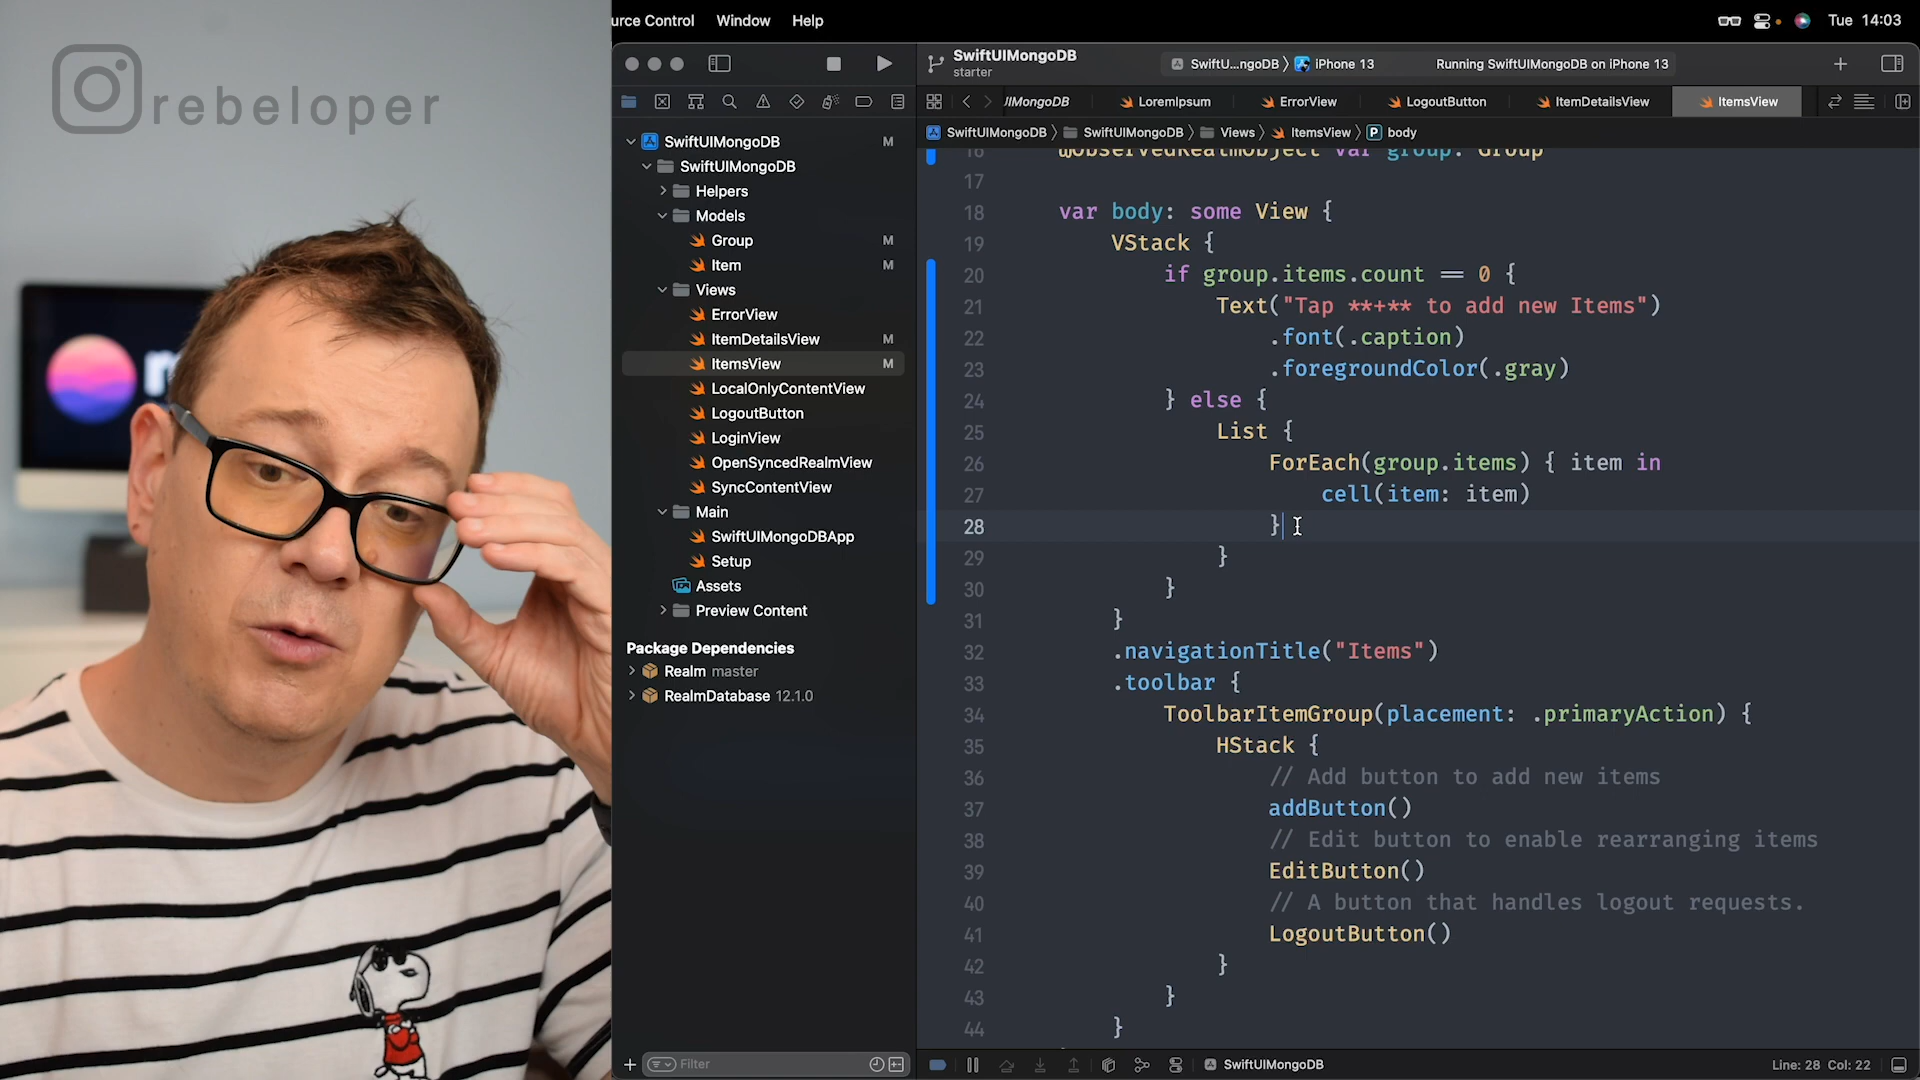 @rebeloper
m
urce Control Window Help
Tue 14:03
SwiftUIMongoDB
starter
SwiftU...ngoDB iPhone 13
Running SwiftUIMongoDB on iPhone 13
IMongoDB LoremIpsum ErrorView LogoutButton ItemDetailsView ItemsView
SwiftUIMongoDB SwiftUIMongoDB Views ItemsView P body
SwiftUIMongoDB M
SwiftUIMongoDB
Helpers
Models
Group M
Item M
Views
ErrorView
ItemDetailsView M
ItemsView M
LocalOnlyContentView
LogoutButton
LoginView
OpenSyncedRealmView
SyncContentView
Main
SwiftUIMongoDBApp
Setup
Assets
Preview Content
Package Dependencies
Realm master
RealmDatabase 12.1.0
Filter
16 @ObservedRealmObject var group: Group
17
18 var body: some View {
19 VStack {
20 if group.items.count == 0 {
21 Text("Tap **+** to add new Items")
22 .font(.caption)
23 .foregroundColor(.gray)
24 } else {
25 List {
26 ForEach(group.items) { item in
27 cell(item: item)
28 }
29 }
30 }
31 }
32 .navigationTitle("Items")
33 .toolbar {
34 ToolbarItemGroup(placement: .primaryAction) {
35 HStack {
36 // Add button to add new items
37 addButton()
38 // Edit button to enable rearranging items
39 EditButton()
40 // A button that handles logout requests.
41 LogoutButton()
42 }
43 }
44 }
SwiftUIMongoDB
Line: 28 Col: 22